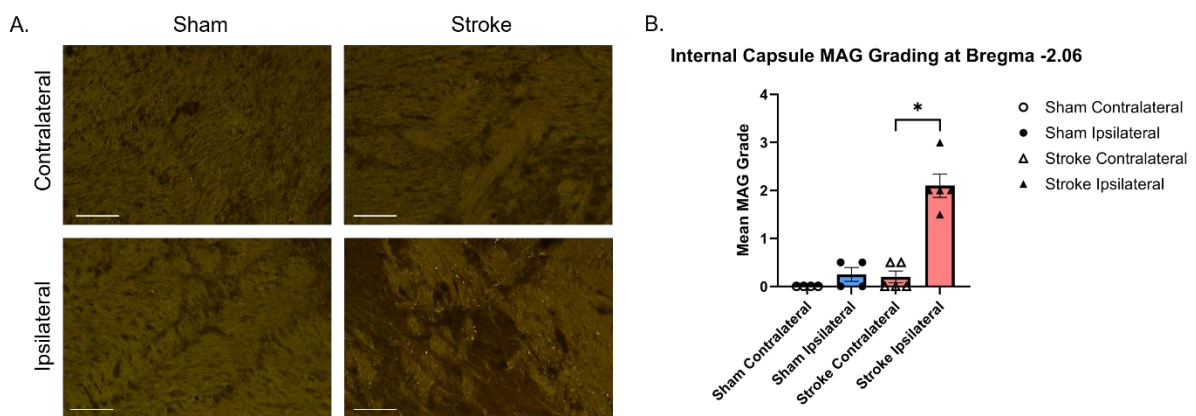 A.
Sham
Stroke
Contralateral
Ipsilateral
B.
Internal Capsule MAG Grading at Bregma -2.06
Mean MAG Grade
4
3
2
1
0
*
Sham Contralateral
Sham Ipsilateral
Stroke Contralateral
Stroke Ipsilateral
Sham Contralateral
Sham Ipsilateral
Stroke Contralateral
Stroke Ipsilateral